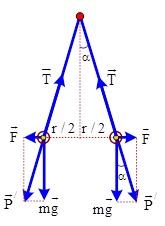 α
T⃗ T⃗
F⃗ r / 2 r / 2 F⃗
α
P⃗′ mg⃗ mg⃗ P⃗′